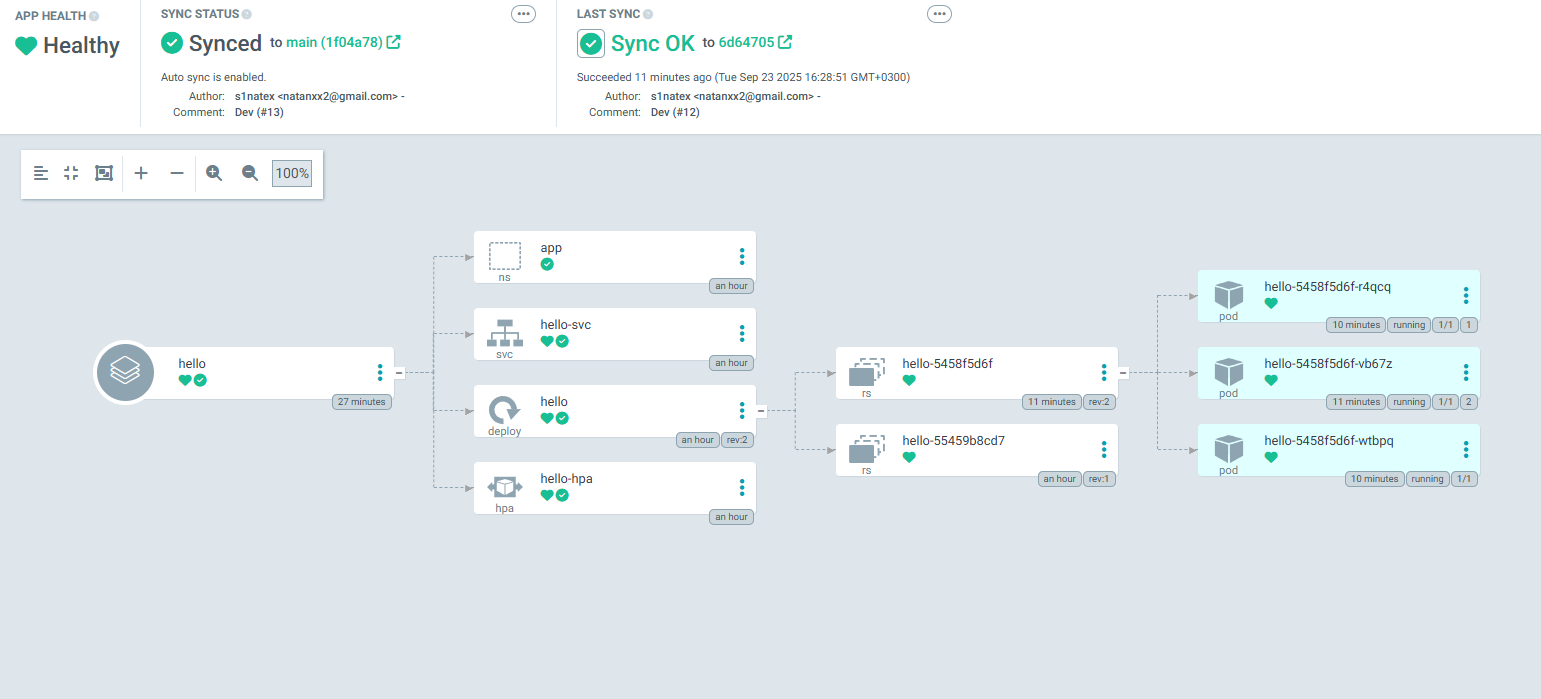 APP HEALTH
Healthy
SYNC STATUS
Synced to main (1f04a78)
Auto sync is enabled.
Author: s1natex <natanxx2@gmail.com> -
Comment: Dev (#13)
LAST SYNC
Sync OK to 6d64705
Succeeded 11 minutes ago (Tue Sep 23 2025 16:28:51 GMT+0300)
Author: s1natex <natanxx2@gmail.com> -
Comment: Dev (#12)
100%
hello
27 minutes
app
ns
an hour
hello-svc
svc
an hour
hello
deploy
an hour rev:2
hello-hpa
hpa
an hour
hello-5458f5d6f
rs
11 minutes rev:2
hello-55459b8cd7
rs
an hour rev:1
hello-5458f5d6f-r4qcq
pod
10 minutes running 1/1 1
hello-5458f5d6f-vb67z
pod
11 minutes running 1/1 2
hello-5458f5d6f-wtbpq
pod
10 minutes running 1/1